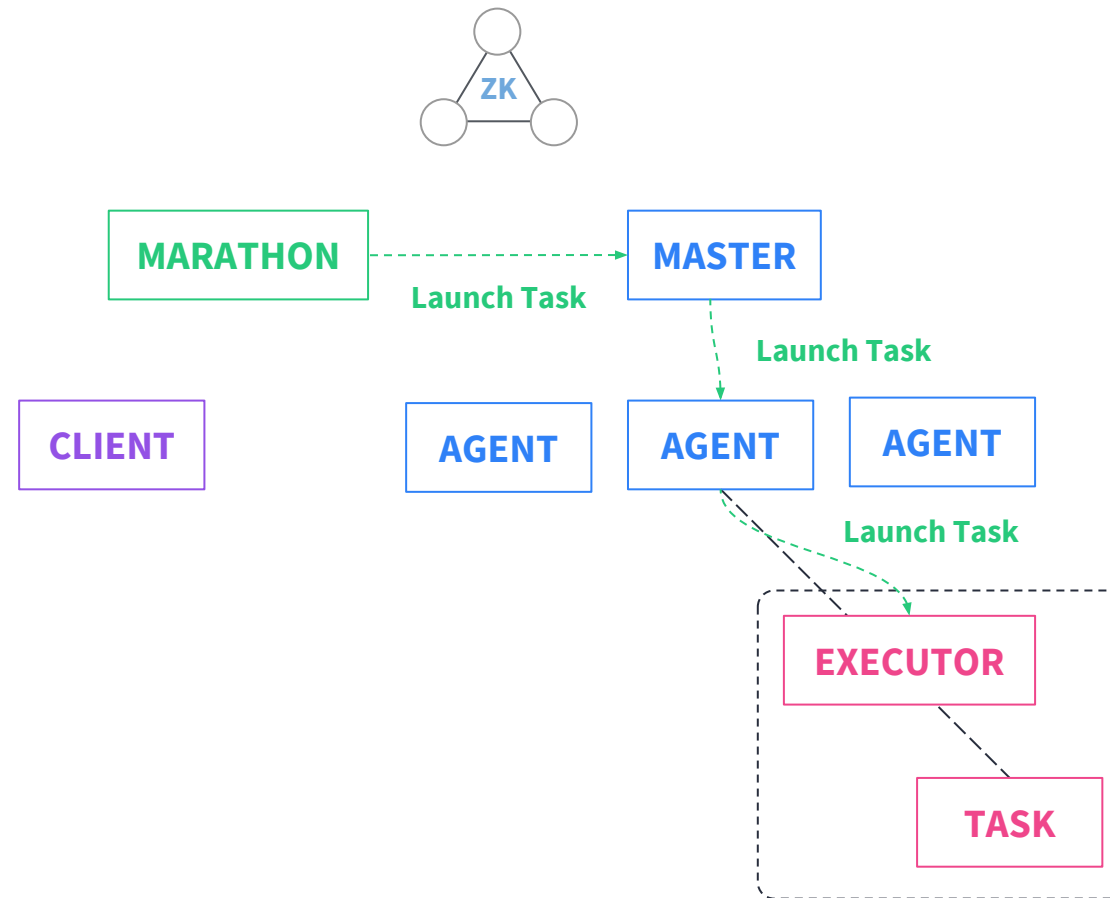 ZK
MARATHON
MASTER
Launch Task
Launch Task
CLIENT
AGENT
AGENT
AGENT
Launch Task
EXECUTOR
TASK